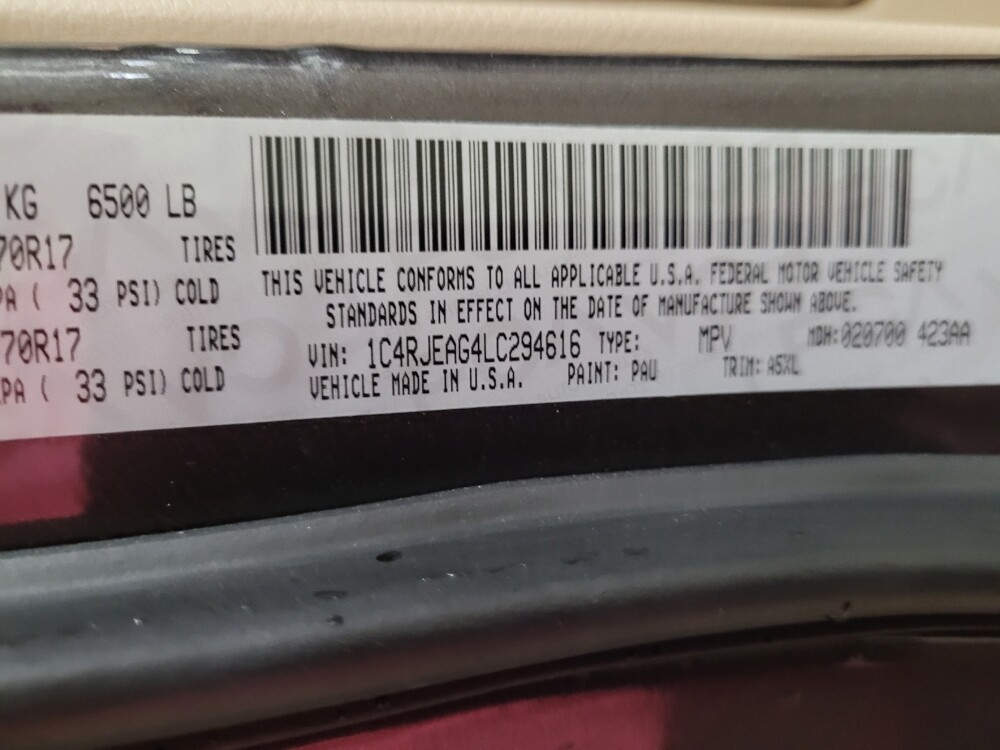 KG 6500 LB
70R17 TIRES
PA ( 33 PSI) COLD
70R17 TIRES
PA ( 33 PSI) COLD
THIS VEHICLE CONFORMS TO ALL APPLICABLE U.S.A. FEDERAL MOTOR VEHICLE SAFETY
STANDARDS IN EFFECT ON THE DATE OF MANUFACTURE SHOWN ABOVE.
VIN: 1C4RJEAG4LC294616 TYPE: MPV MDH:020700 423AA
VEHICLE MADE IN U.S.A. PAINT: PAU TRIM: A5XL